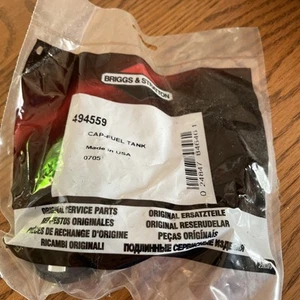 BRIGGS & STRATTON
494559
CAP-FUEL TANK
Made in USA
0705
ORIGINAL SERVICE PARTS
REPUESTOS ORIGINALES
PIÈCES DE RECHANGE D'ORIGINE
RICAMBI ORIGINALI
ORIGINAL ERSATZTEILE
ORIGINAL RESERUDELAR
PEÇAS ORIGINAIS
ПОДЛИННЫЕ СЕРВИСНЫЕ ИЗДЕЛИЯ